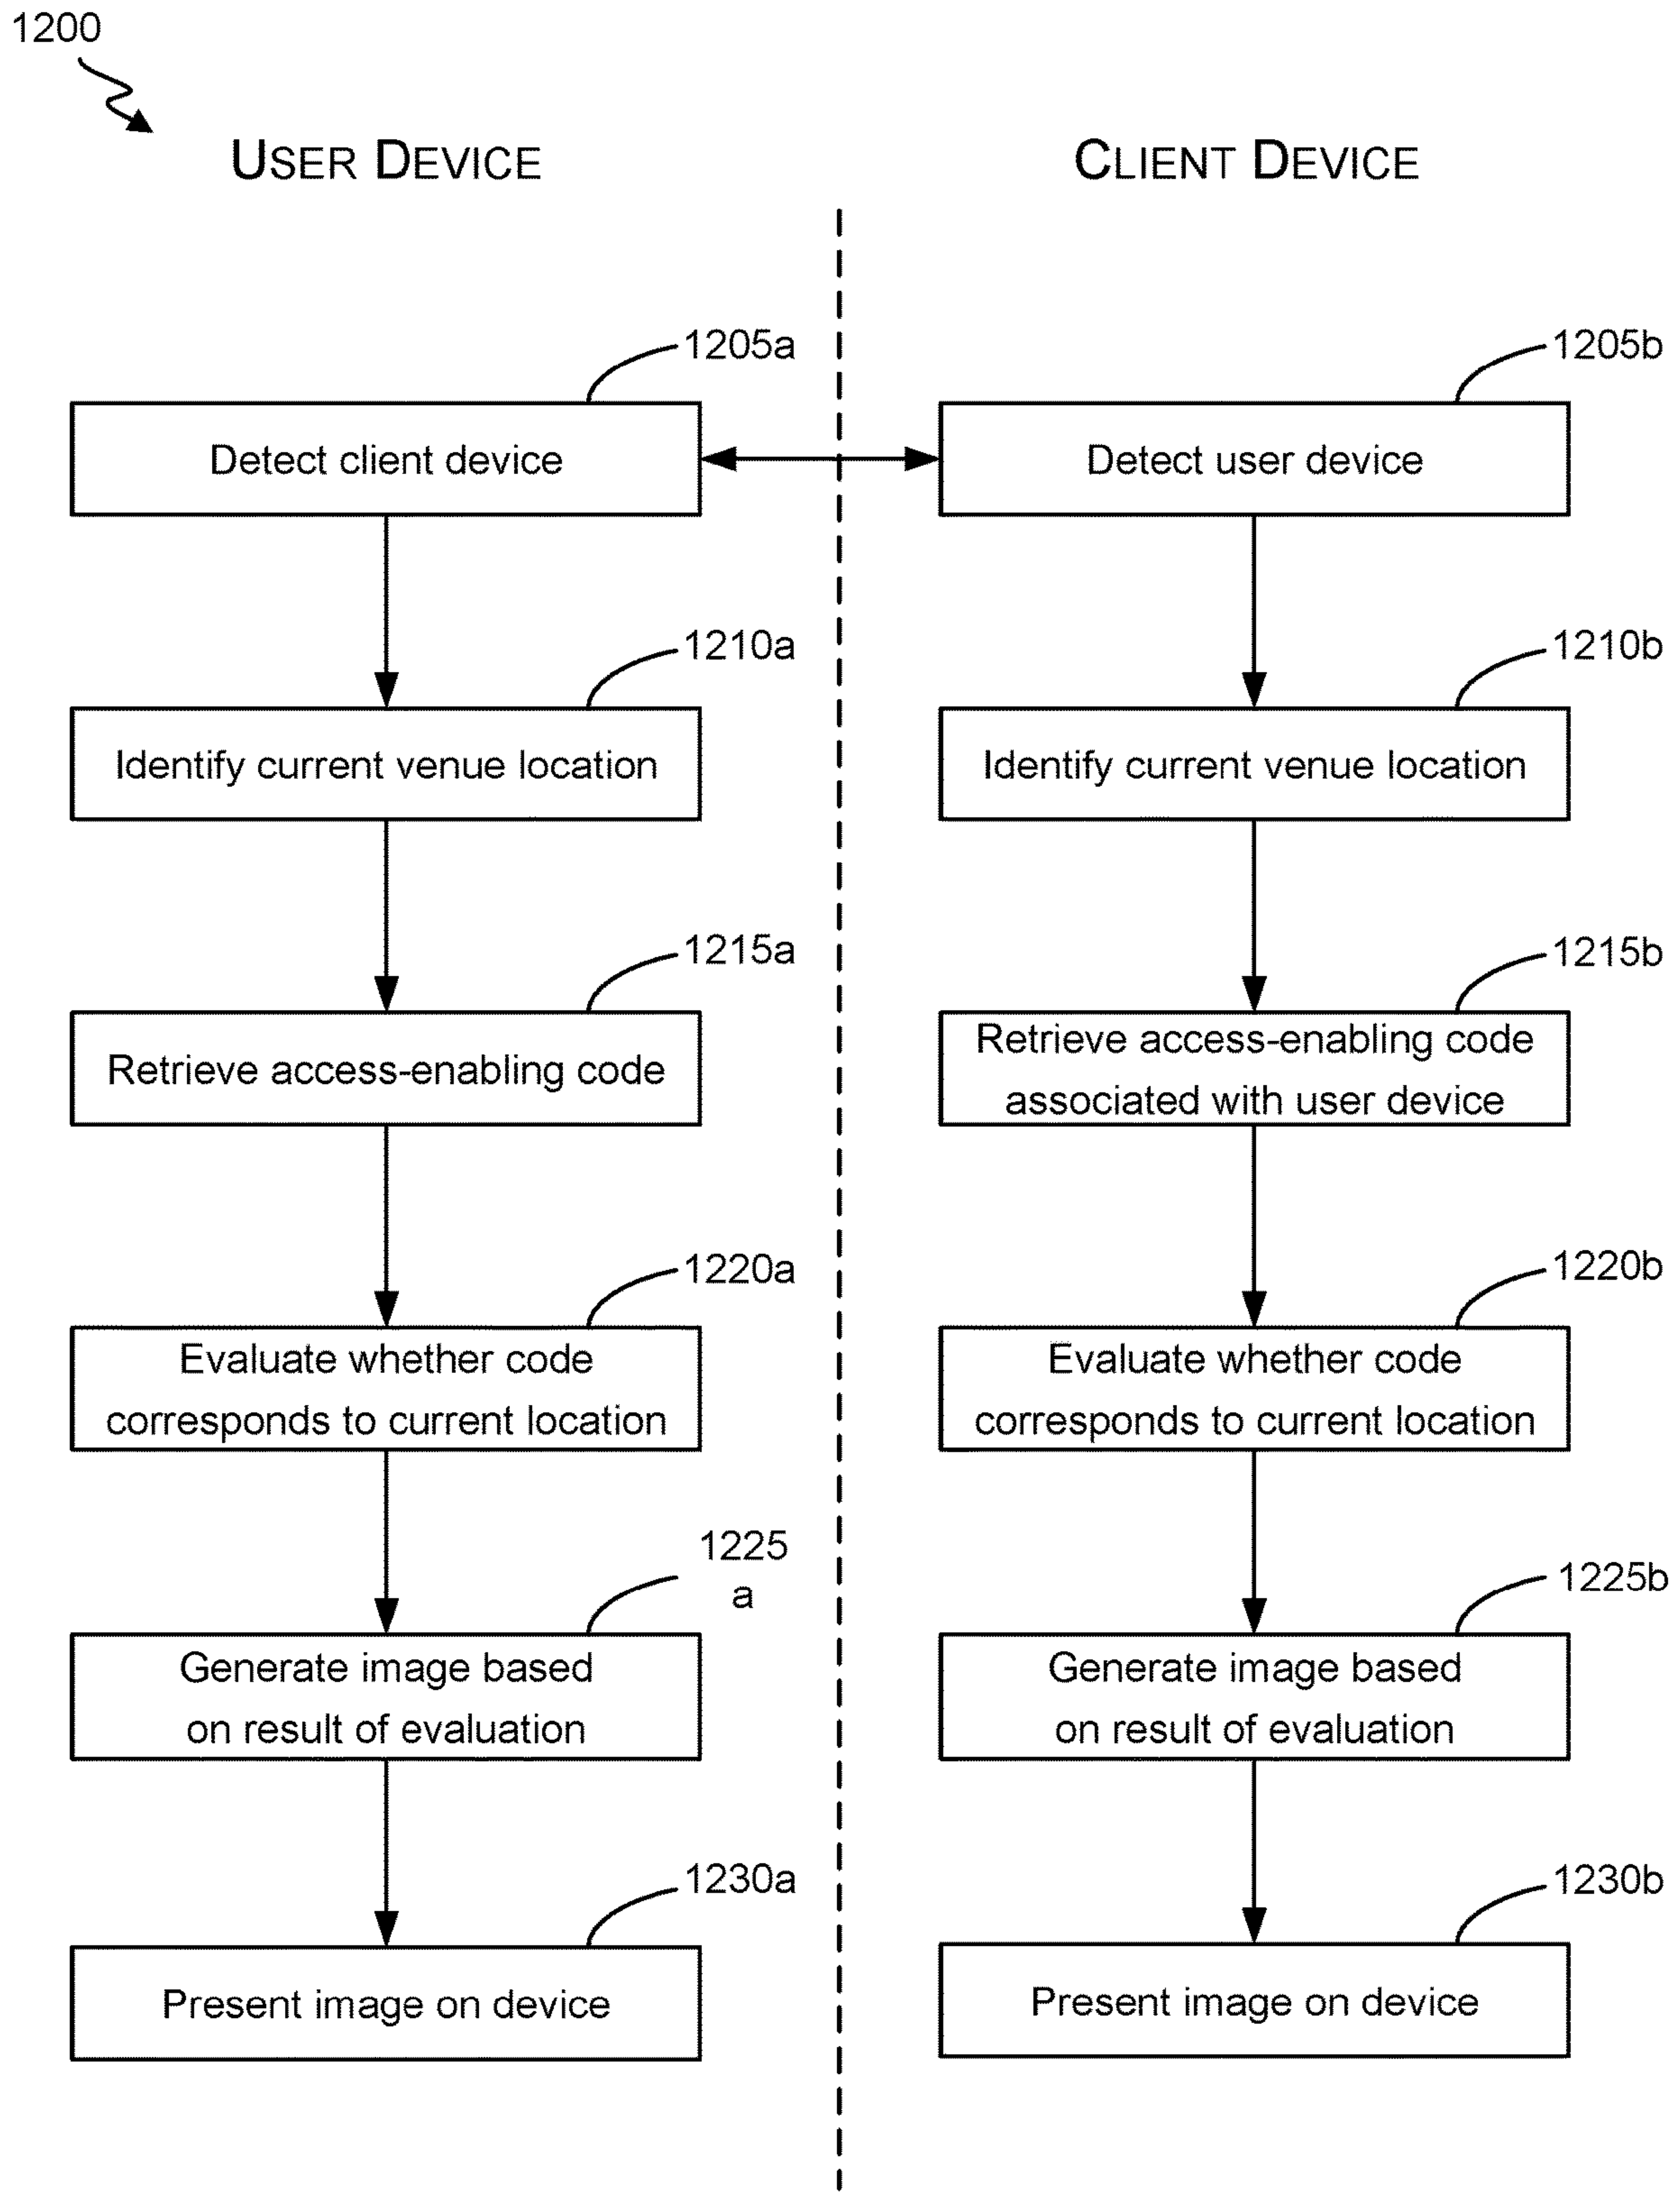 1200
USER DEVICE
CLIENT DEVICE
1205a
1205b
Detect client device
Detect user device
1210a
1210b
Identify current venue location
Identify current venue location
1215a
1215b
Retrieve access-enabling code
Retrieve access-enabling code
associated with user device
1220a
1220b
Evaluate whether code
corresponds to current location
Evaluate whether code
corresponds to current location
1225
a
1225b
Generate image based
on result of evaluation
Generate image based
on result of evaluation
1230a
1230b
Present image on device
Present image on device